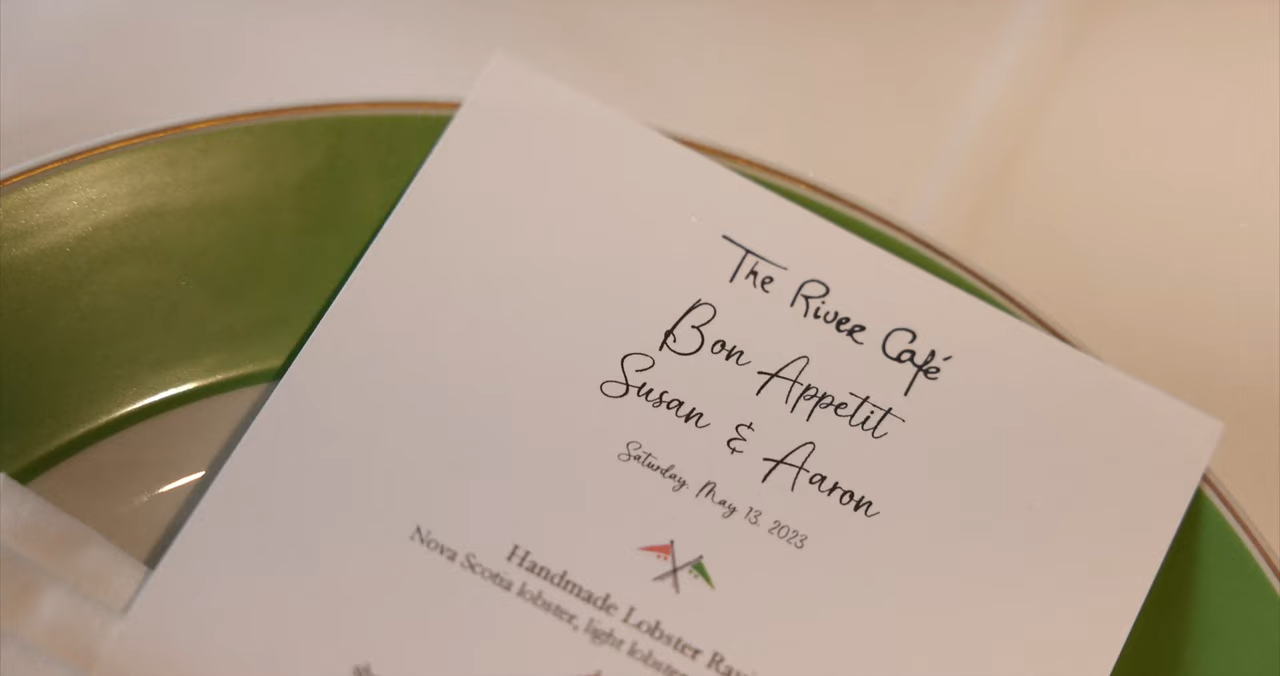 The River Café
Bon Appetit
Susan & Aaron
Saturday, May 13, 2023
Handmade Lobster
Nova Scotia lobster, light lobster